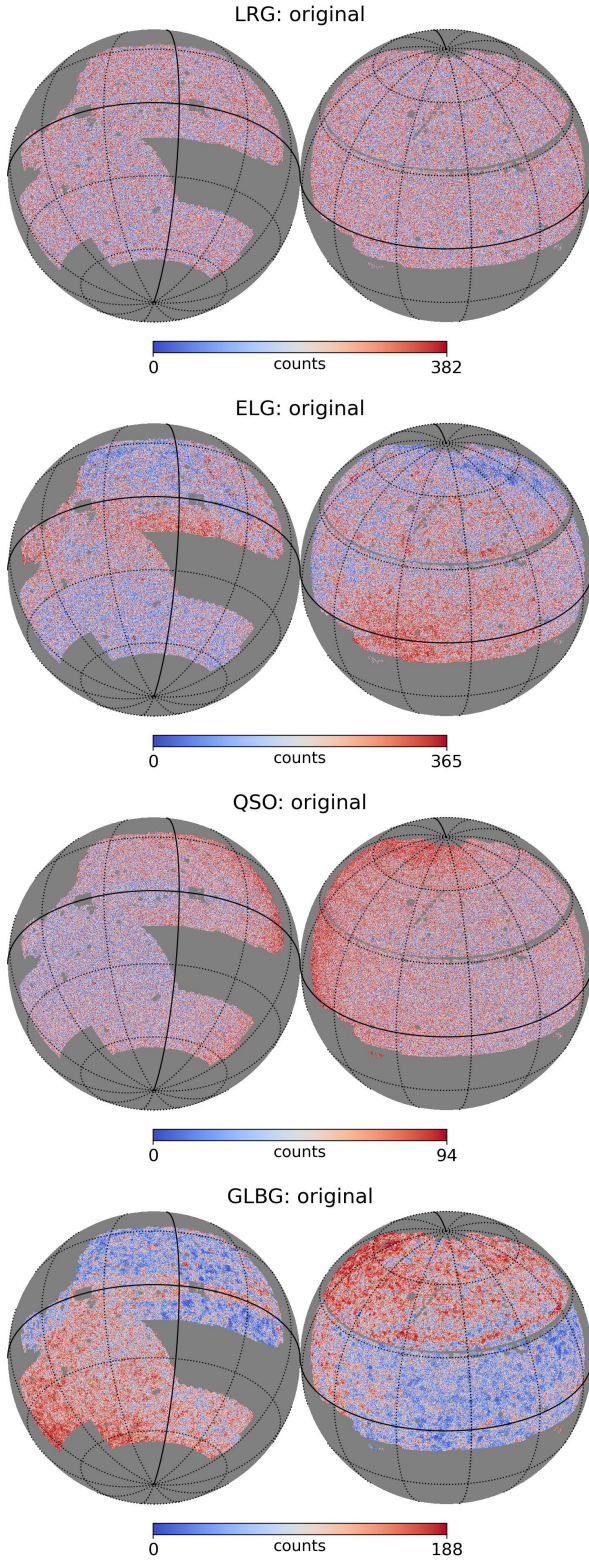 LRG: original
0 counts 382
ELG: original
0 counts 365
QSO: original
0 counts 94
GLBG: original
0 counts 188